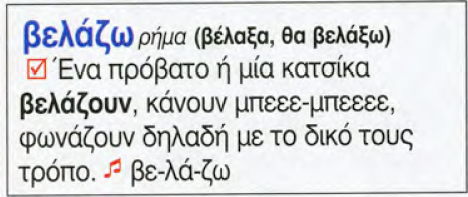 βελάζω ρήμα (βέλαξα, θα βελάξω)
☑ Ένα πρόβατο ή μία κατσίκα
βελάζουν, κάνουν μπεεε-μπεεεε,
φωνάζουν δηλαδή με το δικό τους
τρόπο. ♫ βε-λά-ζω